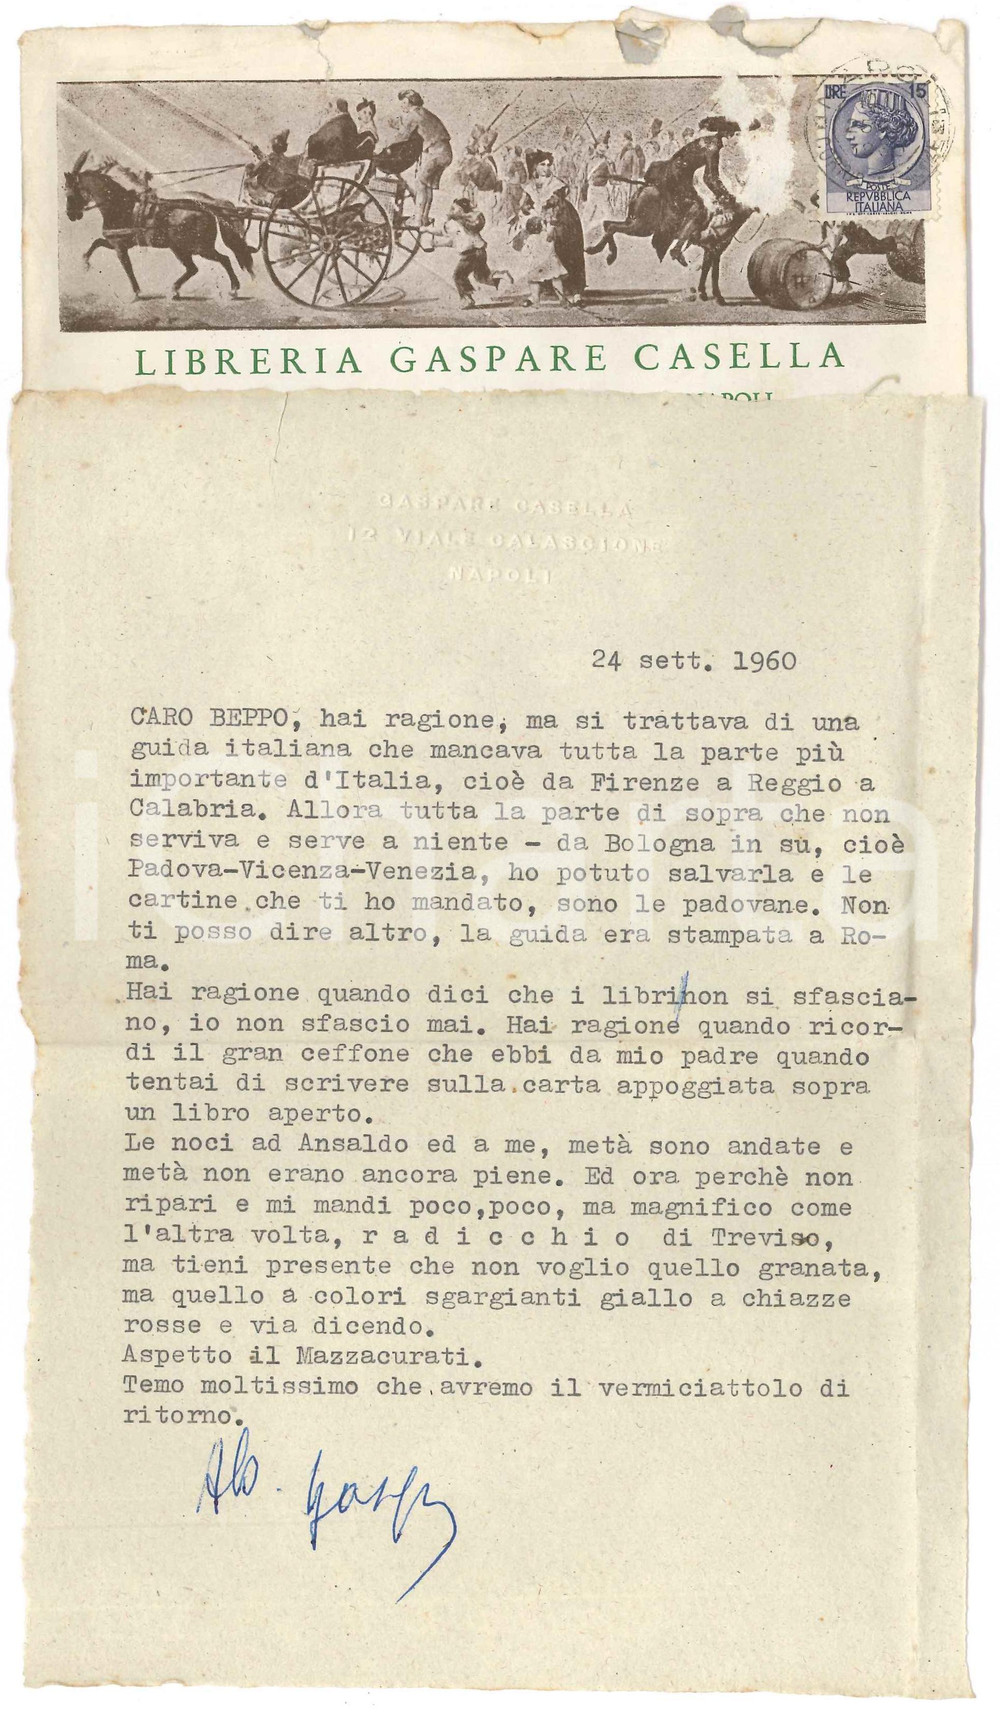 LIRE 15
POSTE
REPVBBLICA
ITALIANA
LIBRERIA GASPARE CASELLA
NAPOLI
GASPARE CASELLA
12 VIALE CALASCIONE
NAPOLI
24 sett. 1960
CARO BEPPO, hai ragione, ma si trattava di una
guida italiana che mancava tutta la parte più
importante d'Italia, cioè da Firenze a Reggio a
Calabria. Allora tutta la parte di sopra che non
serviva e serve a niente - da Bologna in su, cioè
Padova-Vicenza-Venezia, ho potuto salvarla e le
cartine che ti ho mandato, sono le padovane. Non
ti posso dire altro, la guida era stampata a Ro-
ma.
Hai ragione quando dici che i libri/non si sfascia-
no, io non sfascio mai. Hai ragione quando ricor-
di il gran ceffone che ebbi da mio padre quando
tentai di scrivere sulla carta appoggiata sopra
un libro aperto.
Le noci ad Ansaldo ed a me, metà sono andate e
metà non erano ancora piene. Ed ora perchè non
ripari e mi mandi poco,poco, ma magnifico come
l'altra volta, r a d i c c h i o di Treviso,
ma tieni presente che non voglio quello granata,
ma quello a colori sgargianti giallo a chiazze
rosse e via dicendo.
Aspetto il Mazzacurati.
Temo moltissimo che avremo il vermiciattolo di
ritorno.